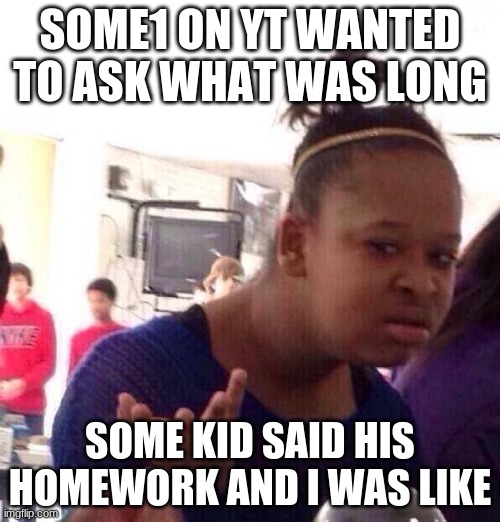 SOME1 ON YT WANTED
TO ASK WHAT WAS LONG
SOME KID SAID HIS
HOMEWORK AND I WAS LIKE
imgflip.com